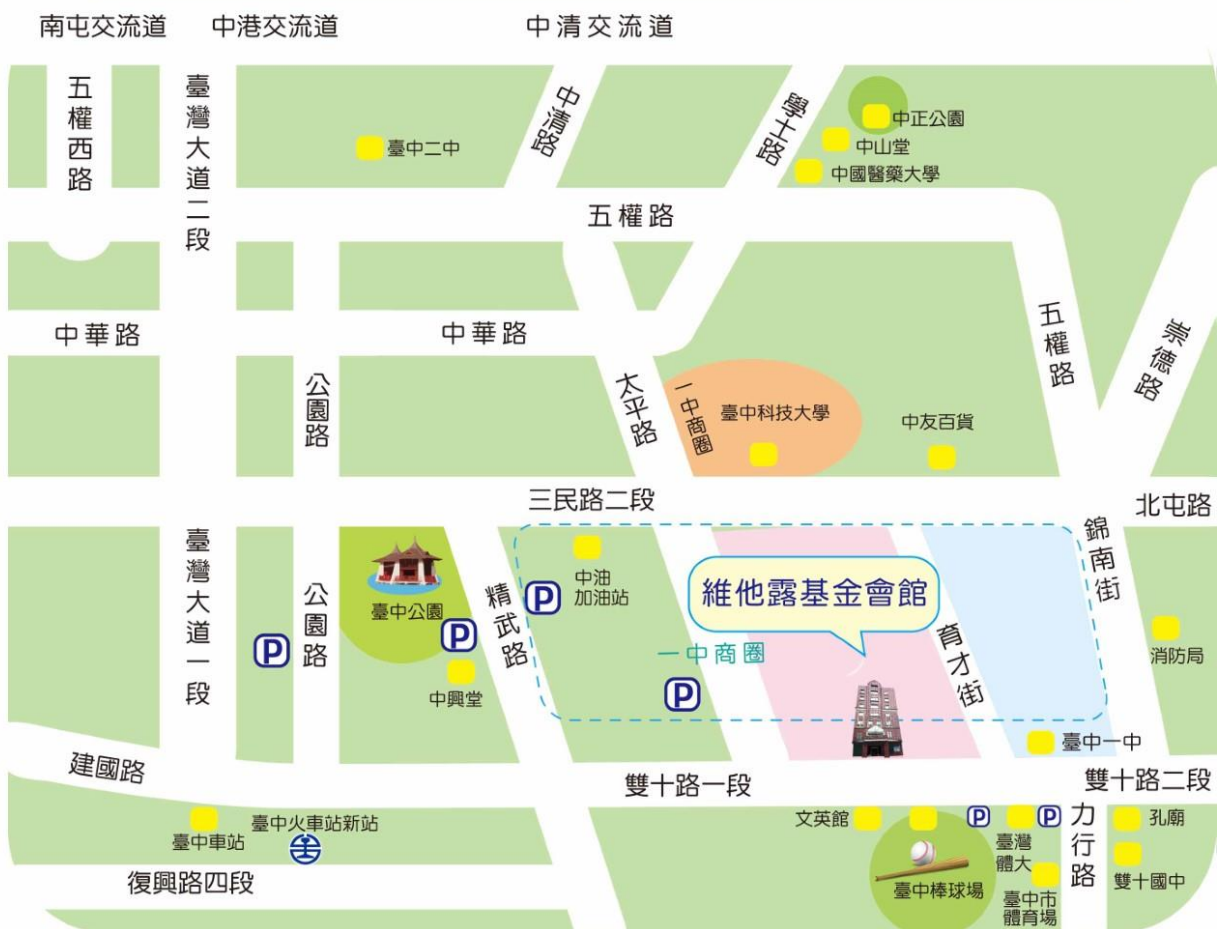 南屯交流道
中港交流道
中清交流道
五權西路
臺灣大道二段
中清路
學士路
中正公園
中山堂
中國醫藥大學
臺中二中
五權路
中華路
中華路
公園路
太平路
一中商圈
臺中科技大學
中友百貨
五權路
崇德路
三民路二段
北屯路
臺灣大道一段
公園路
P
臺中公園
P
中興堂
精武路
P
中油
加油站
維他露基金會館
一中商圈
P
育才街
錦南街
消防局
臺中一中
建國路
雙十路一段
雙十路二段
臺中車站
臺中火車站新站
復興路四段
文英館
臺中棒球場
P
臺灣
體大
P
臺中市
體育場
力行路
孔廟
雙十國中